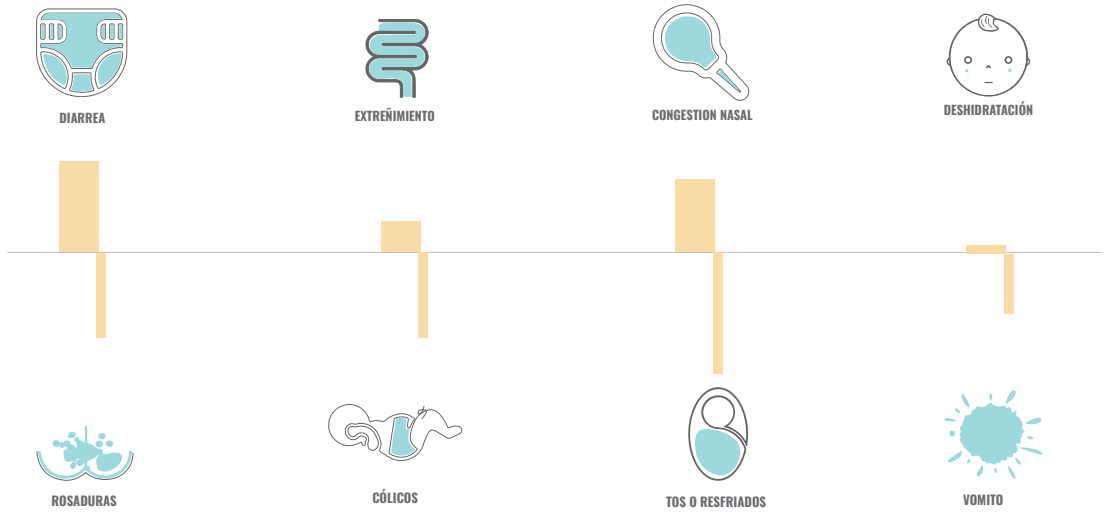 DIARREA
EXTREÑIMIENTO
CONGESTION NASAL
DESHIDRATACIÓN
ROSADURAS
CÓLICOS
TOS O RESFRIADOS
VOMITO